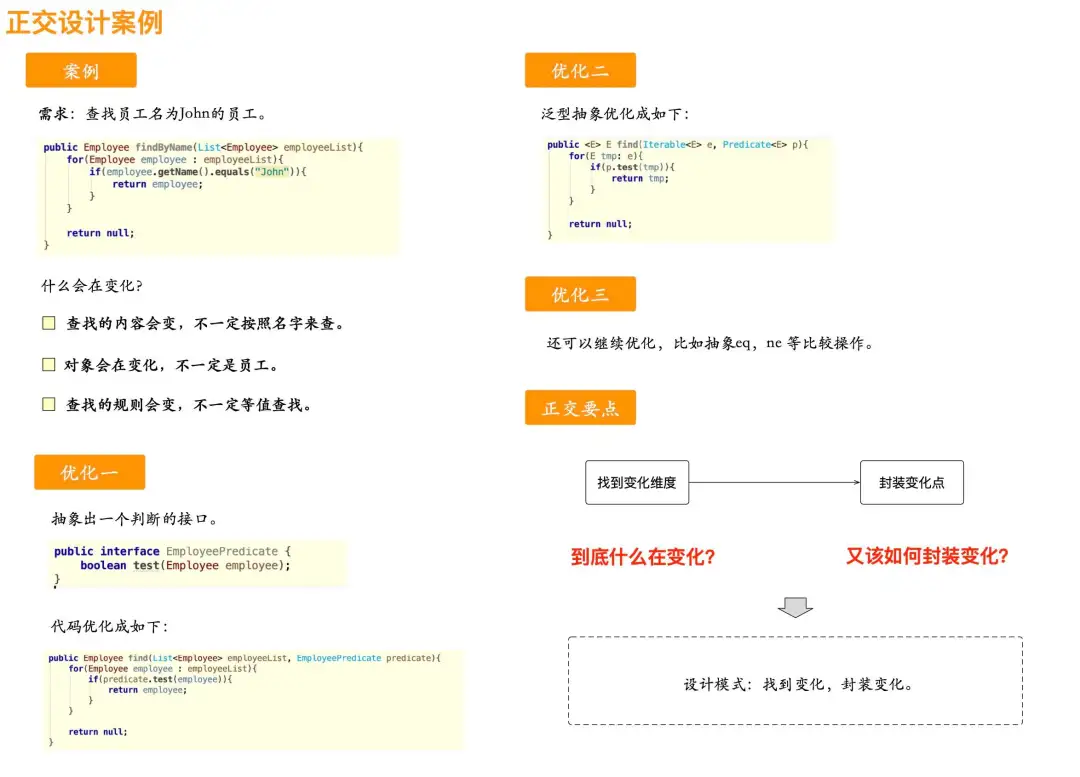 正交设计案例
案例
需求：查找员工名为John的员工。
public Employee findByName(List<Employee> employeeList){
for(Employee employee : employeeList){
if(employee.getName().equals("John")){
return employee;
}
}
return null;
}
什么会在变化?
查找的内容会变，不一定按照名字来查。
对象会在变化，不一定是员工。
查找的规则会变，不一定等值查找。
优化一
抽象出一个判断的接口。
public interface EmployeePredicate {
boolean test(Employee employee);
}
代码优化成如下：
public Employee find(List<Employee> employeeList, EmployeePredicate predicate){
for(Employee employee : employeeList){
if(predicate.test(employee)){
return employee;
}
}
return null;
}
优化二
泛型抽象优化成如下：
public <E> E find(Iterable<E> e, Predicate<E> p){
for(E tmp: e){
if(p.test(tmp)){
return tmp;
}
}
return null;
}
优化三
还可以继续优化，比如抽象eq，ne 等比较操作。
正交要点
找到变化维度
封装变化点
到底什么在变化?
又该如何封装变化?
设计模式：找到变化，封装变化。